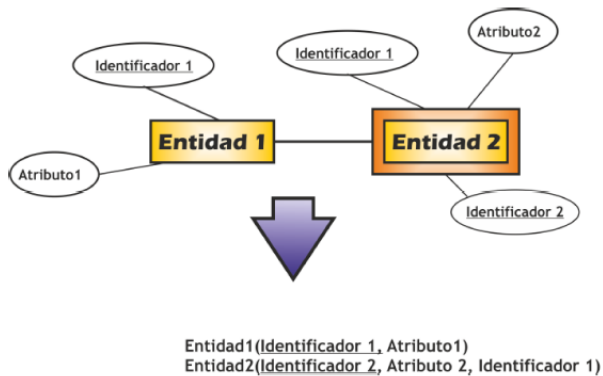 Atributo2
Identificador 1
Identificador 1
Entidad 1
Entidad 2
Atributo1
Identificador 2
Entidad1(Identificador 1, Atributo1)
Entidad2(Identificador 2, Atributo 2, Identificador 1)